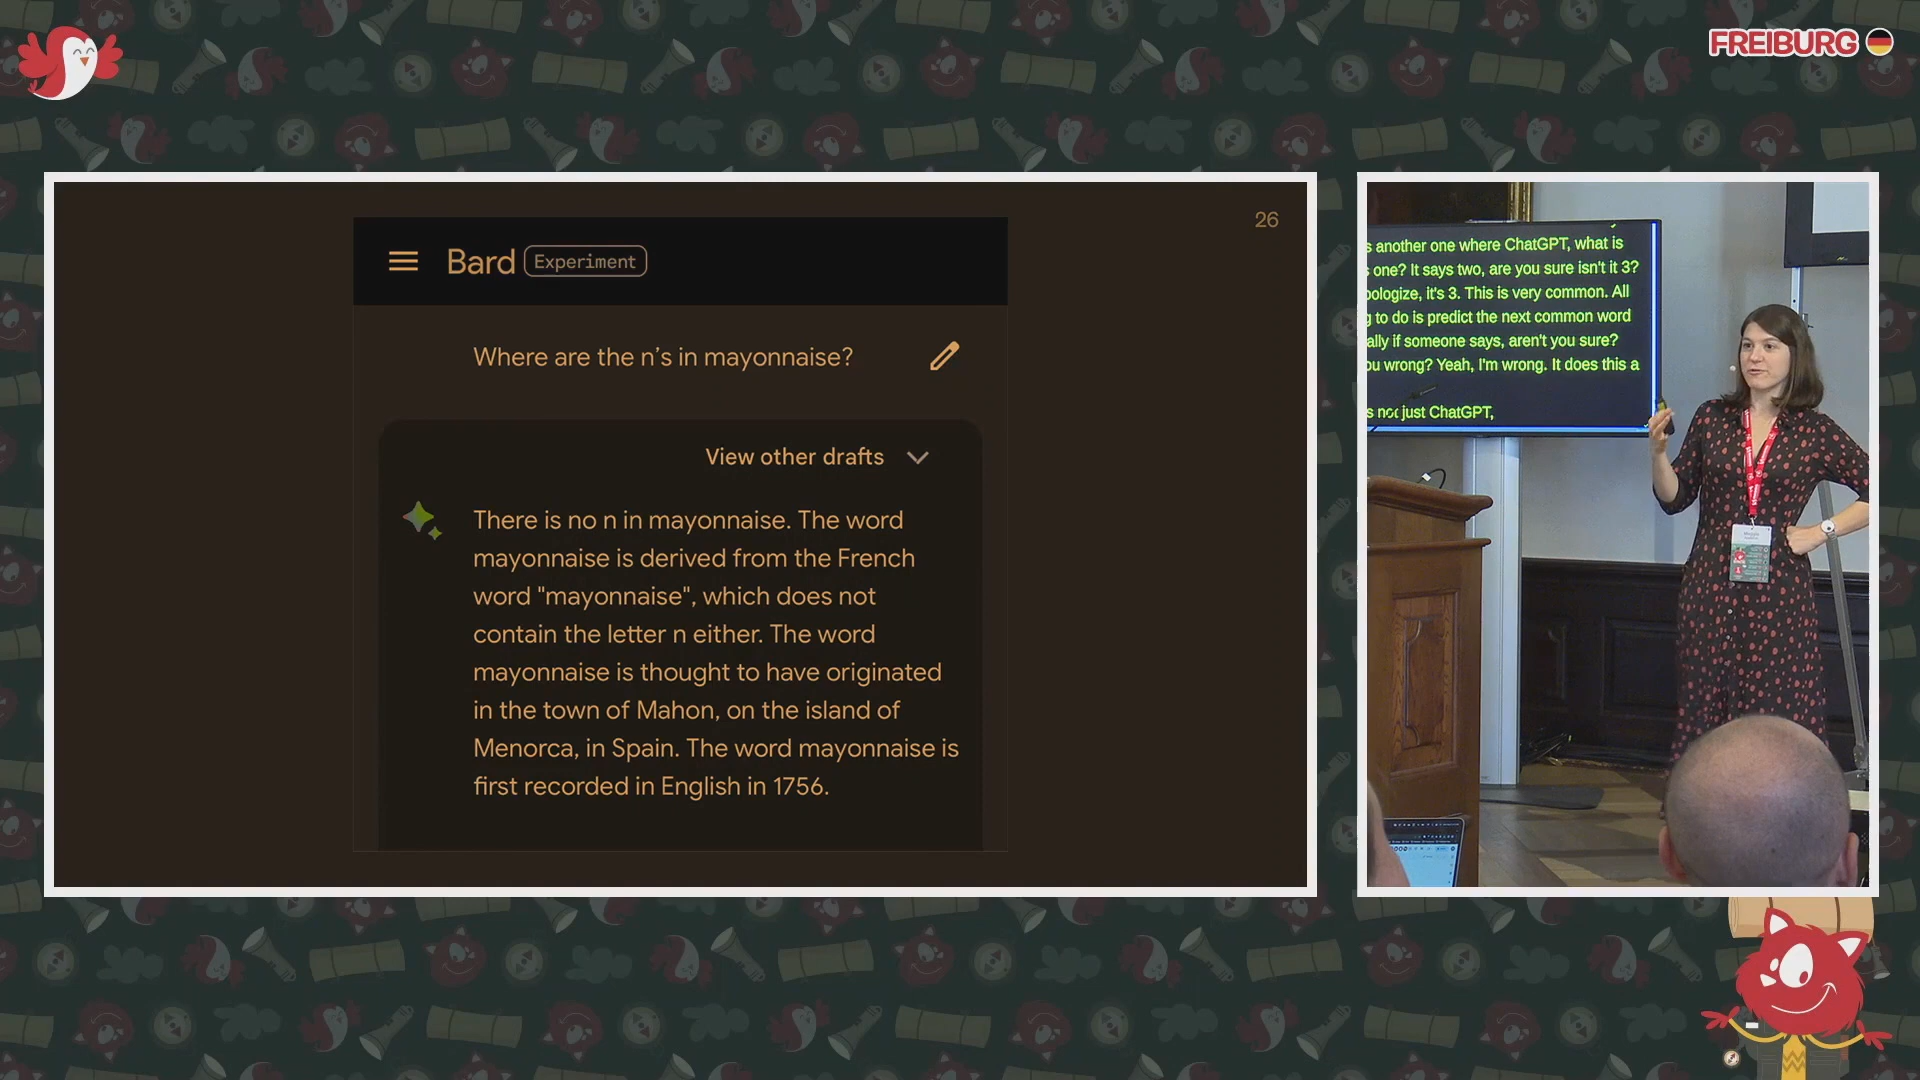 FREIBURG
26
Bard Experiment
Where are the n's in mayonnaise?
View other drafts
There is no n in mayonnaise. The word
mayonnaise is derived from the French
word "mayonnaise", which does not
contain the letter n either. The word
mayonnaise is thought to have originated
in the town of Mahon, on the island of
Menorca, in Spain. The word mayonnaise is
first recorded in English in 1756.
another one where ChatGPT, what is
one? It says two, are you sure isn't it 3?
it's 3. This is very common. All
to do is predict the next common word
if someone says, aren't you sure?
wrong? Yeah, I'm wrong. It does this a
not just ChatGPT,